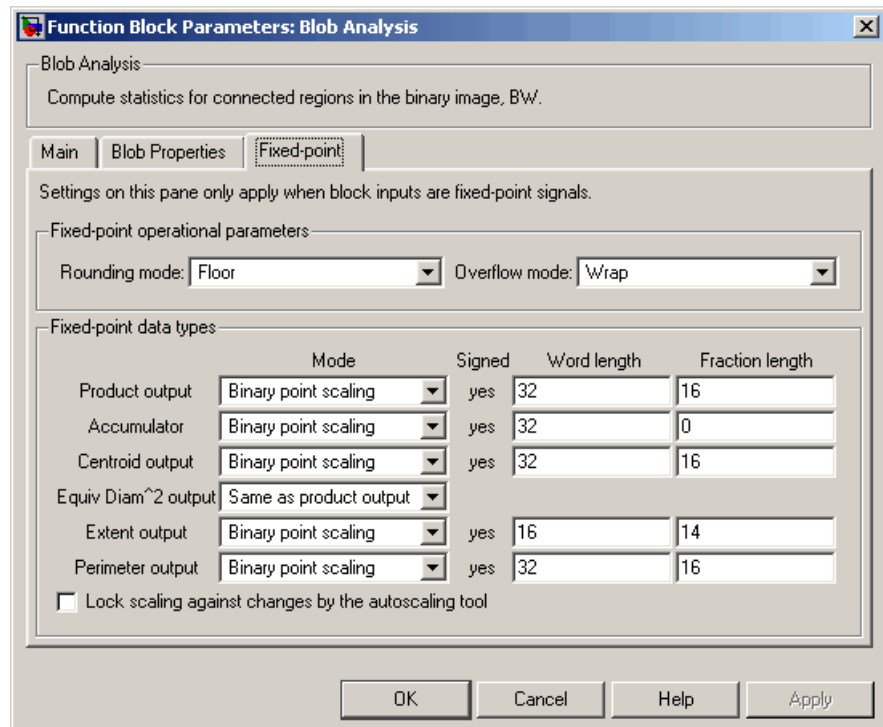 Function Block Parameters: Blob Analysis
Blob Analysis
Compute statistics for connected regions in the binary image, BW.
Main Blob Properties Fixed-point
Settings on this pane only apply when block inputs are fixed-point signals.
Fixed-point operational parameters
Rounding mode: Floor Overflow mode: Wrap
Fixed-point data types
Mode Signed Word length Fraction length
Product output Binary point scaling yes 32 16
Accumulator Binary point scaling yes 32 0
Centroid output Binary point scaling yes 32 16
Equiv Diam^2 output Same as product output
Extent output Binary point scaling yes 16 14
Perimeter output Binary point scaling yes 32 16
Lock scaling against changes by the autoscaling tool
OK Cancel Help Apply